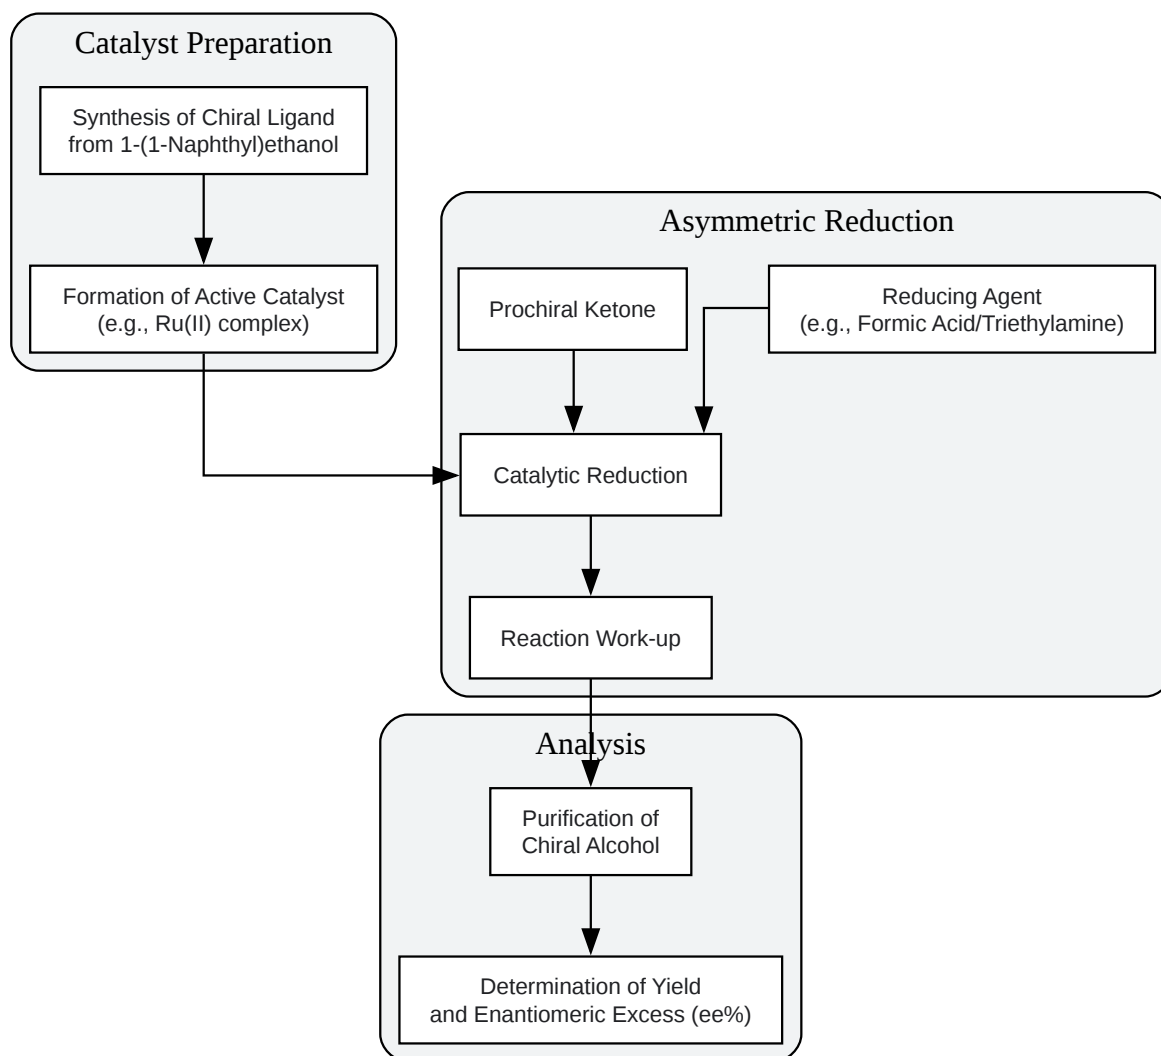 Catalyst Preparation
Synthesis of Chiral Ligand
from 1-(1-Naphthyl)ethanol
Formation of Active Catalyst
(e.g., Ru(II) complex)
Asymmetric Reduction
Prochiral Ketone
Reducing Agent
(e.g., Formic Acid/Triethylamine)
Catalytic Reduction
Reaction Work-up
Analysis
Purification of
Chiral Alcohol
Determination of Yield
and Enantiomeric Excess (ee%)